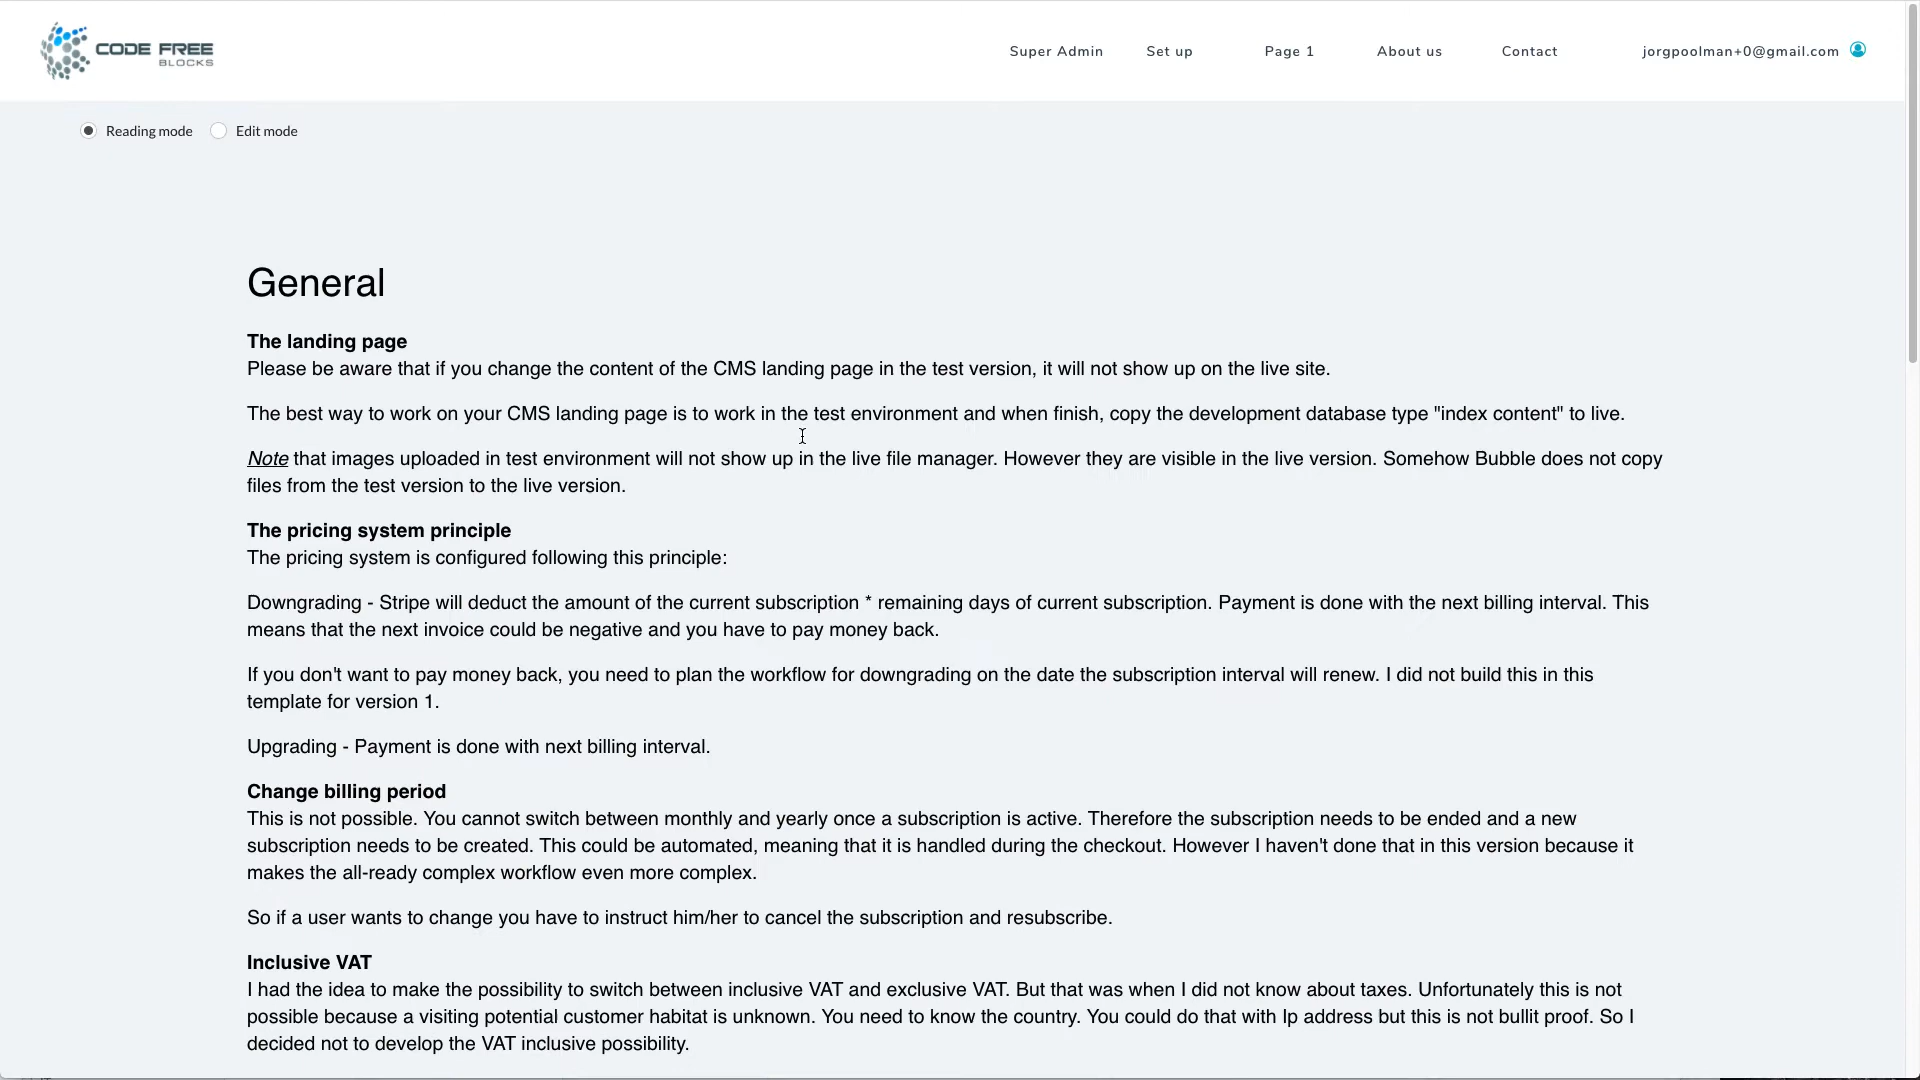 CODE FREE
BLOCKS
Super Admin
Set up
Page 1
About us
Contact
jorgpoolman+0@gmail.com
Reading mode
Edit mode
General
The landing page
Please be aware that if you change the content of the CMS landing page in the test version, it will not show up on the live site.
The best way to work on your CMS landing page is to work in the test environment and when finish, copy the development database type "index content" to live.
Note that images uploaded in test environment will not show up in the live file manager. However they are visible in the live version. Somehow Bubble does not copy
files from the test version to the live version.
The pricing system principle
The pricing system is configured following this principle:
Downgrading - Stripe will deduct the amount of the current subscription * remaining days of current subscription. Payment is done with the next billing interval. This
means that the next invoice could be negative and you have to pay money back.
If you don't want to pay money back, you need to plan the workflow for downgrading on the date the subscription interval will renew. I did not build this in this
template for version 1.
Upgrading - Payment is done with next billing interval.
Change billing period
This is not possible. You cannot switch between monthly and yearly once a subscription is active. Therefore the subscription needs to be ended and a new
subscription needs to be created. This could be automated, meaning that it is handled during the checkout. However I haven't done that in this version because it
makes the all-ready complex workflow even more complex.
So if a user wants to change you have to instruct him/her to cancel the subscription and resubscribe.
Inclusive VAT
I had the idea to make the possibility to switch between inclusive VAT and exclusive VAT. But that was when I did not know about taxes. Unfortunately this is not
possible because a visiting potential customer habitat is unknown. You need to know the country. You could do that with Ip address but this is not bullit proof. So I
decided not to develop the VAT inclusive possibility.